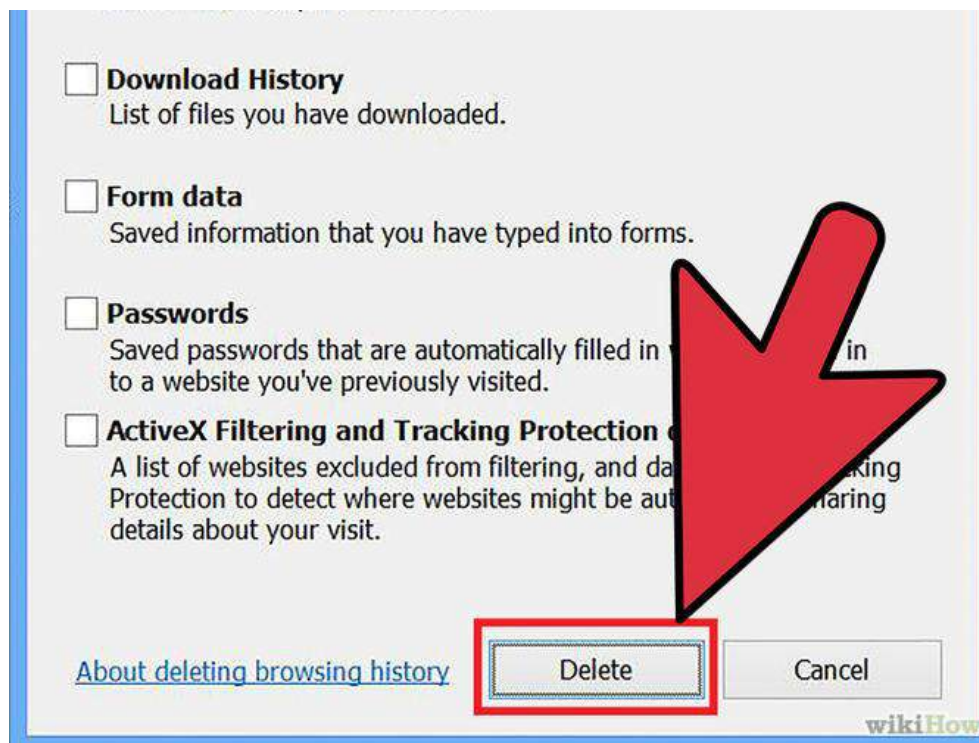 Download History
List of files you have downloaded.
Form data
Saved information that you have typed into forms.
Passwords
Saved passwords that are automatically filled in in
to a website you've previously visited.
ActiveX Filtering and Tracking Protection
A list of websites excluded from filtering, and
Protection to detect where websites might be
details about your visit.
About deleting browsing history
Delete
Cancel
wikiHow